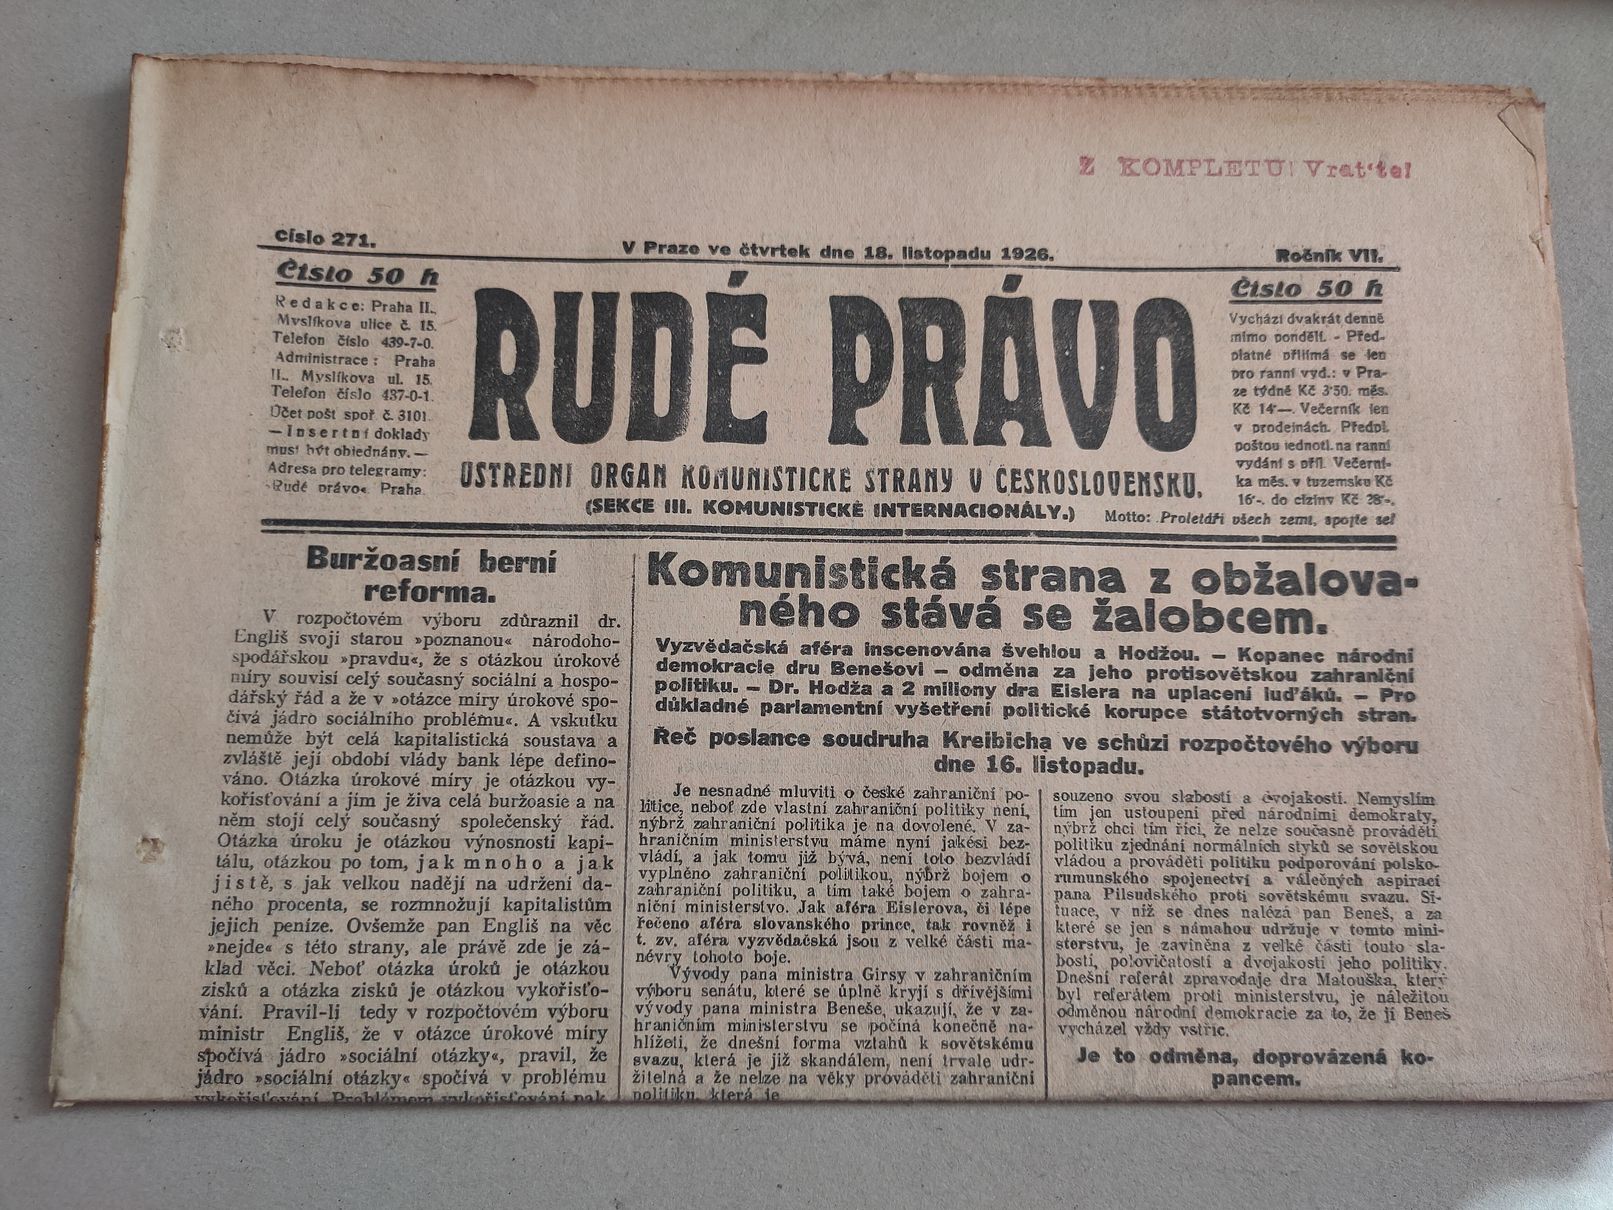 Z KOMPLETU! Vraťte!
Číslo 271.
V Praze ve čtvrtek dne 18. listopadu 1926.
Ročník VII.
Číslo 50 h
Redakce: Praha II.,
Myslíkova ulice č. 15.
Telefon číslo 439-7-0.
Administrace: Praha
II., Myslíkova ul. 15.
Telefon číslo 437-0-1.
Účet pošt spoř č. 3101.
— Insertní doklady
musí být objednány. —
Adresa pro telegramy:
»Rudé právo« Praha.
RUDÉ PRÁVO
ÚSTŘEDNÍ ORGÁN KOMUNISTICKÉ STRANY V ČESKOSLOVENSKU.
(SEKCE III. KOMUNISTICKÉ INTERNACIONÁLY.)
Motto: Proletáři všech zemí, spojte se!
Číslo 50 h
Vychází dvakrát denně
mimo pondělí. - Před-
platné přijímá se jen
pro ranní vyd.: v Pra-
ze týdně Kč 3'50, měs.
Kč 14—. Večerník jen
v prodejnách. Předpl.
poštou jednotl. na ranní
vydání s příl. Večerní-
ka měs. v tuzemsku Kč
16'-, do ciziny Kč 28'-.
Buržoasní berní
reforma.
V rozpočtovém výboru zdůraznil dr.
Engliš svoji starou »poznanou« národoho-
spodářskou »pravdu«, že s otázkou úrokové
míry souvisí celý současný sociální a hospo-
dářský řád a že v »otázce míry úrokové spo-
čívá jádro sociálního problému«. A vskutku
nemůže být celá kapitalistická soustava a
zvláště její období vlády bank lépe defino-
váno. Otázka úrokové míry je otázkou vy-
kořisťování a jím je živa celá buržoasie a na
něm stojí celý současný společenský řád.
Otázka úroku je otázkou výnosnosti kapi-
tálu, otázkou po tom, jak mnoho a jak
jistě, s jak velkou nadějí na udržení da-
ného procenta, se rozmnožují kapitalistům
jejich peníze. Ovšemže pan Engliš na věc
»nejde« s této strany, ale právě zde je zá-
klad věci. Neboť otázka úroků je otázkou
zisků a otázka zisků je otázkou vykořisťo-
vání. Pravil-li tedy v rozpočtovém výboru
ministr Engliš, že v otázce úrokové míry
spočívá jádro »sociální otázky«, pravil, že
jádro »sociální otázky« spočívá v problému
vykořisťování. Problémem vykořisťování pak
Komunistická strana z obžalova-
ného stává se žalobcem.
Vyzvědačská aféra inscenována švehlou a Hodžou. — Kopanec národní
demokracie dru Benešovi — odměna za jeho protisovětskou zahraniční
politiku. — Dr. Hodža a 2 miliony dra Eislera na uplacení luďáků. — Pro
důkladné parlamentní vyšetření politické korupce státotvorných stran.
Řeč poslance soudruha Kreibicha ve schůzi rozpočtového výboru
dne 16. listopadu.
Je nesnadné mluviti o české zahraniční po-
litice, neboť zde vlastní zahraniční politiky není,
nýbrž zahraniční politika je na dovolené. V za-
hraničním ministerstvu máme nyní jakési bez-
vládí, a jak tomu již bývá, není toto bezvládí
vyplněno zahraniční politikou, nýbrž bojem o
zahraniční politiku, a tím také bojem o zahra-
niční ministerstvo. Jak aféra Eislerova, či lépe
řečeno aféra slovanského prince, tak rovněž i
t. zv. aféra vyzvědačská jsou z velké části ma-
névry tohoto boje.
Vývody pana ministra Girsy v zahraničním
výboru senátu, které se úplně kryjí s dřívějšími
vývody pana ministra Beneše, ukazují, že v za-
hraničním ministerstvu se počíná konečně na-
hlížeti, že dnešní forma vztahů k sovětskému
svazu, která je již skandálem, není trvale udr-
žitelná a že nelze na věky prováděti zahraniční
politiku, která je
souzeno svou slabostí a dvojakostí. Nemyslím
tím jen ustoupení před národními demokraty,
nýbrž chci tím říci, že nelze současně prováděti
politiku zjednání normálních styků se sovětskou
vládou a prováděti politiku podporování polsko-
rumunského spojenectví a válečných aspirací
pana Pilsudského proti sovětskému svazu. Si-
tuace, v níž se dnes nalézá pan Beneš, a za
které se jen s námahou udržuje v tomto mini-
sterstvu, je zaviněna z velké části touto sla-
bostí, polovičatostí a dvojakostí jeho politiky.
Dnešní referát zpravodaje dra Matouška, který
byl referátem proti ministerstvu, je náležitou
odměnou národní demokracie za to, že jí Beneš
vycházel vždy vstříc.
Je to odměna, doprovázená ko-
pancem.